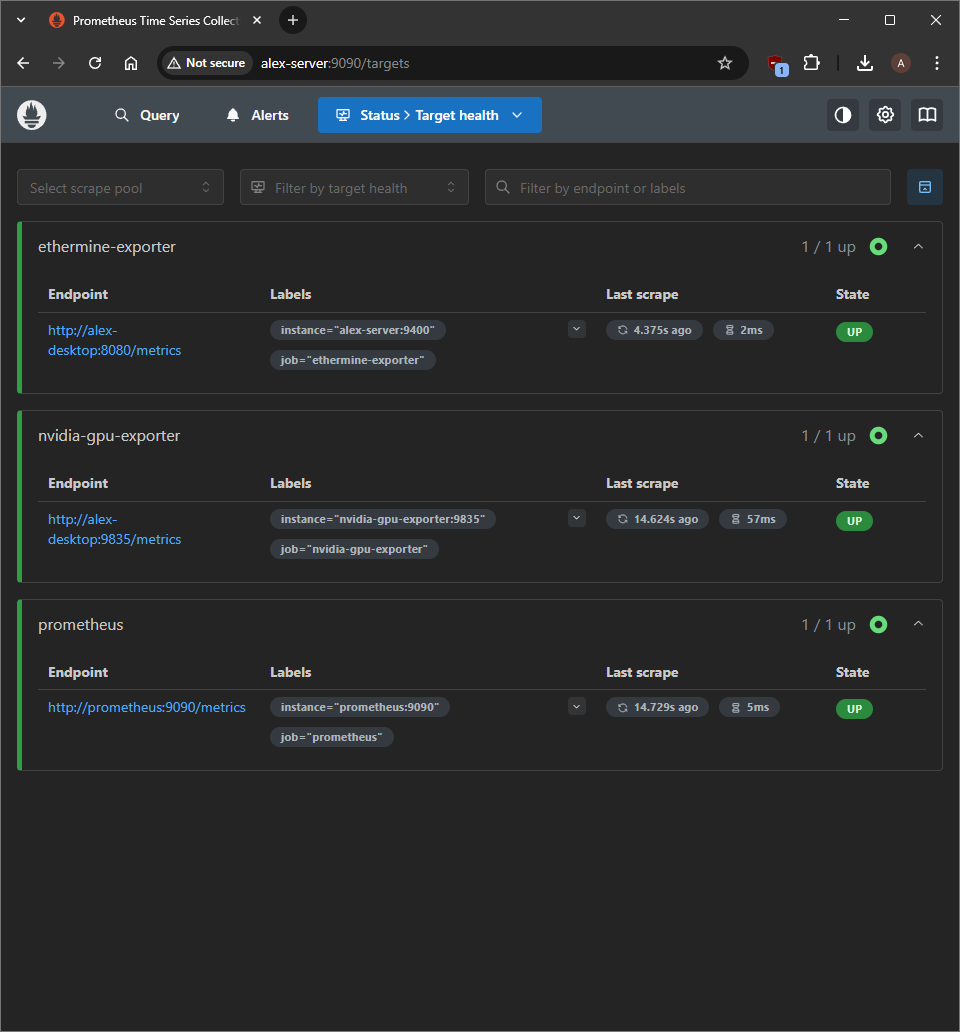 Prometheus Time Series Collect
Not secure
alex-server:9090/targets
1
A
Query
Alerts
Status > Target health
Select scrape pool
Filter by target health
Filter by endpoint or labels
ethermine-exporter
1 / 1 up
Endpoint
Labels
Last scrape
State
http://alex-
desktop:8080/metrics
instance="alex-server:9400"
job="ethermine-exporter"
4.375s ago
2ms
UP
nvidia-gpu-exporter
1 / 1 up
Endpoint
Labels
Last scrape
State
http://alex-
desktop:9835/metrics
instance="nvidia-gpu-exporter:9835"
job="nvidia-gpu-exporter"
14.624s ago
57ms
UP
prometheus
1 / 1 up
Endpoint
Labels
Last scrape
State
http://prometheus:9090/metrics
instance="prometheus:9090"
job="prometheus"
14.729s ago
5ms
UP